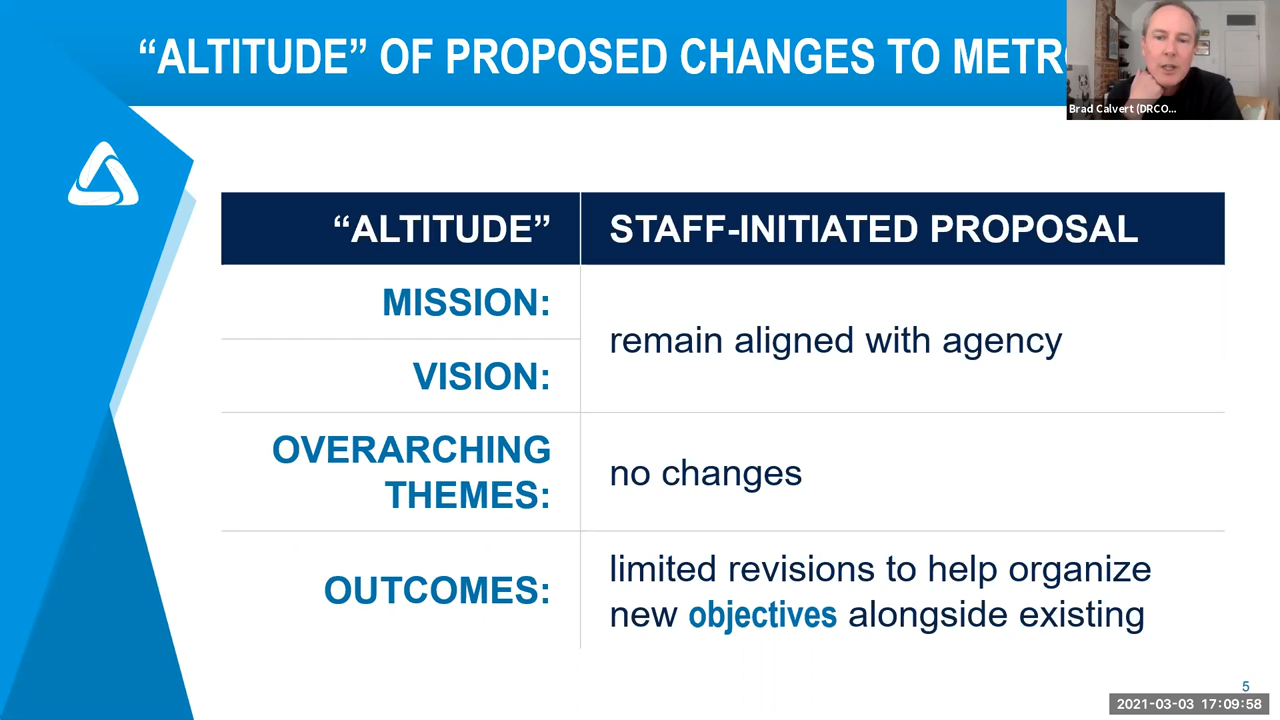 “ALTITUDE” OF PROPOSED CHANGES TO METR
Brad Calvert (DRCO...
“ALTITUDE”
STAFF-INITIATED PROPOSAL
MISSION:
remain aligned with agency
VISION:
OVERARCHING
THEMES:
no changes
OUTCOMES:
limited revisions to help organize
new objectives alongside existing
5
2021-03-03 17:09:58